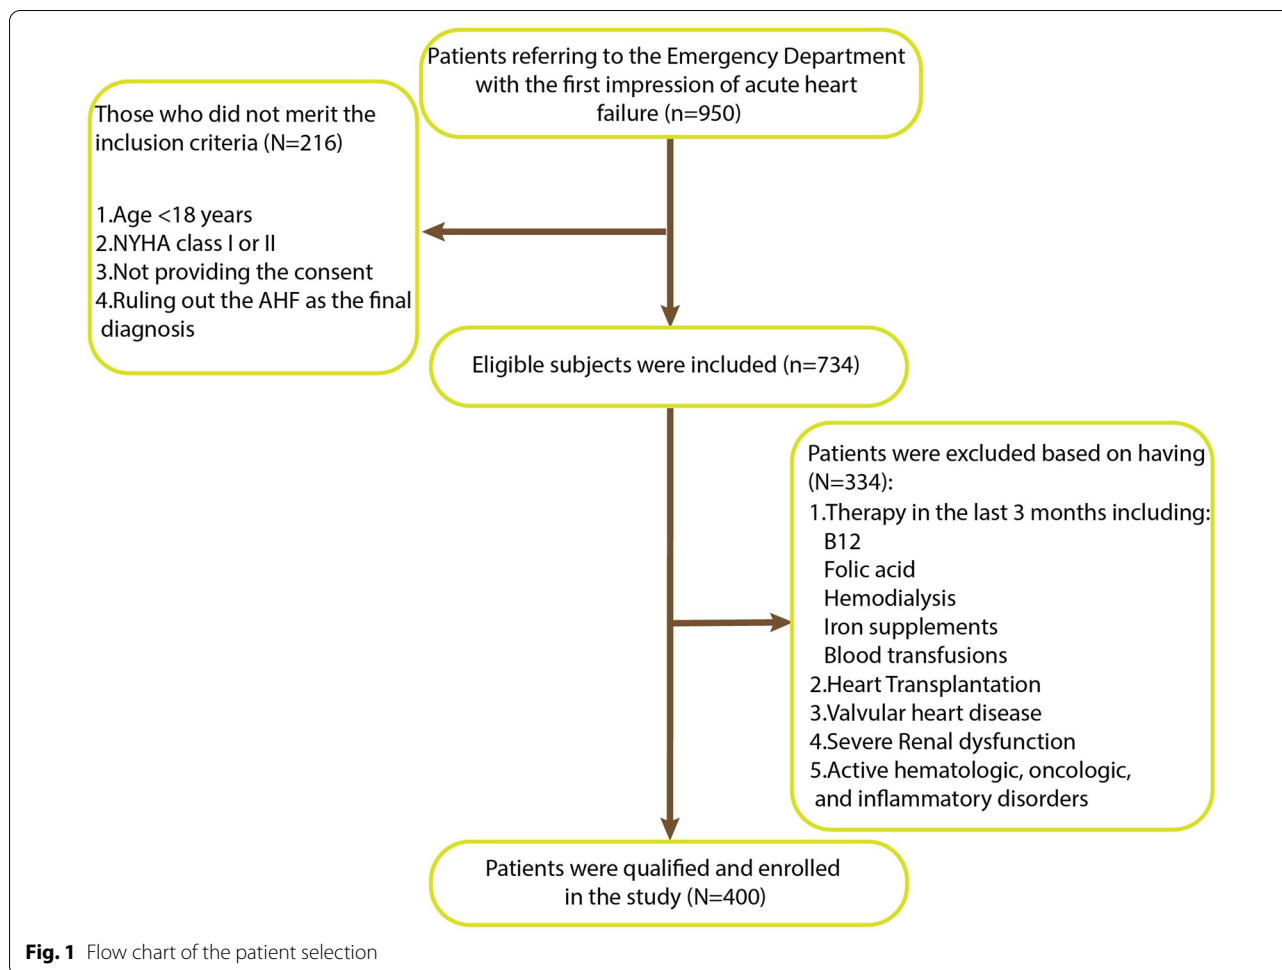 Patients referring to the Emergency Department
with the first impression of acute heart
failure (n=950)
Those who did not merit the
inclusion criteria (N=216)
1.Age <18 years
2.NYHA class I or II
3.Not providing the consent
4.Ruling out the AHF as the final
diagnosis
Eligible subjects were included (n=734)
Patients were excluded based on having
(N=334):
1.Therapy in the last 3 months including:
B12
Folic acid
Hemodialysis
Iron supplements
Blood transfusions
2.Heart Transplantation
3.Valvular heart disease
4.Severe Renal dysfunction
5.Active hematologic, oncologic,
and inflammatory disorders
Patients were qualified and enrolled
in the study (N=400)
Fig. 1 Flow chart of the patient selection